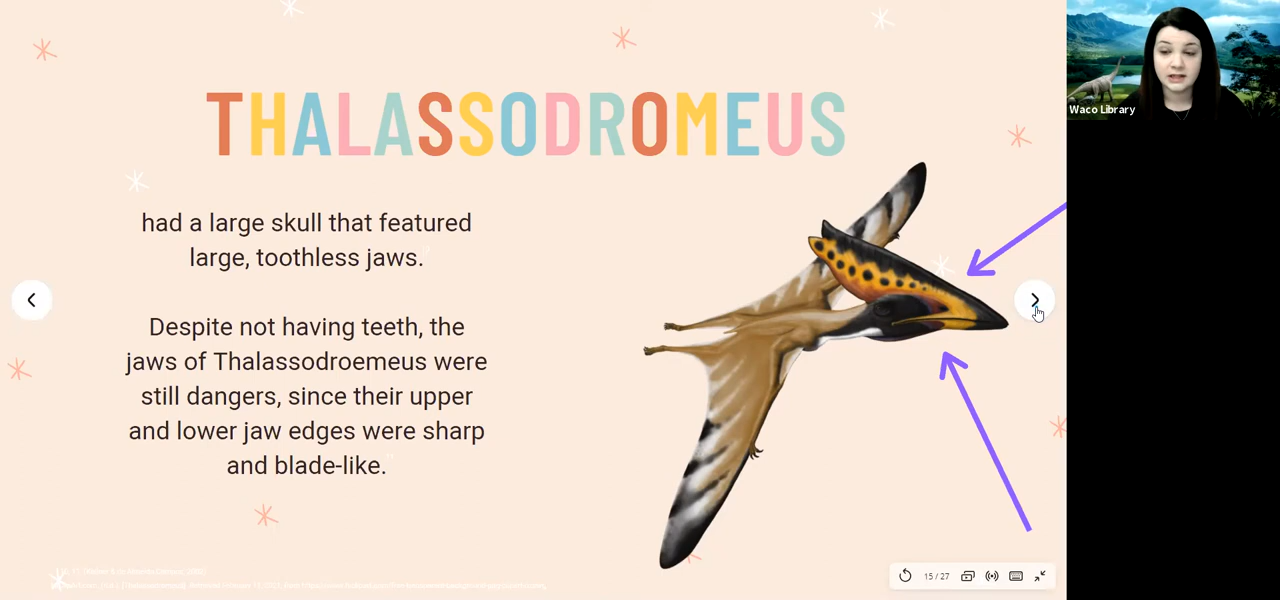 THALASSODROMEUS
had a large skull that featured
large, toothless jaws.
Despite not having teeth, the
jaws of Thalassodroemeus were
still dangers, since their upper
and lower jaw edges were sharp
and blade-like.
Waco Library
15 / 27